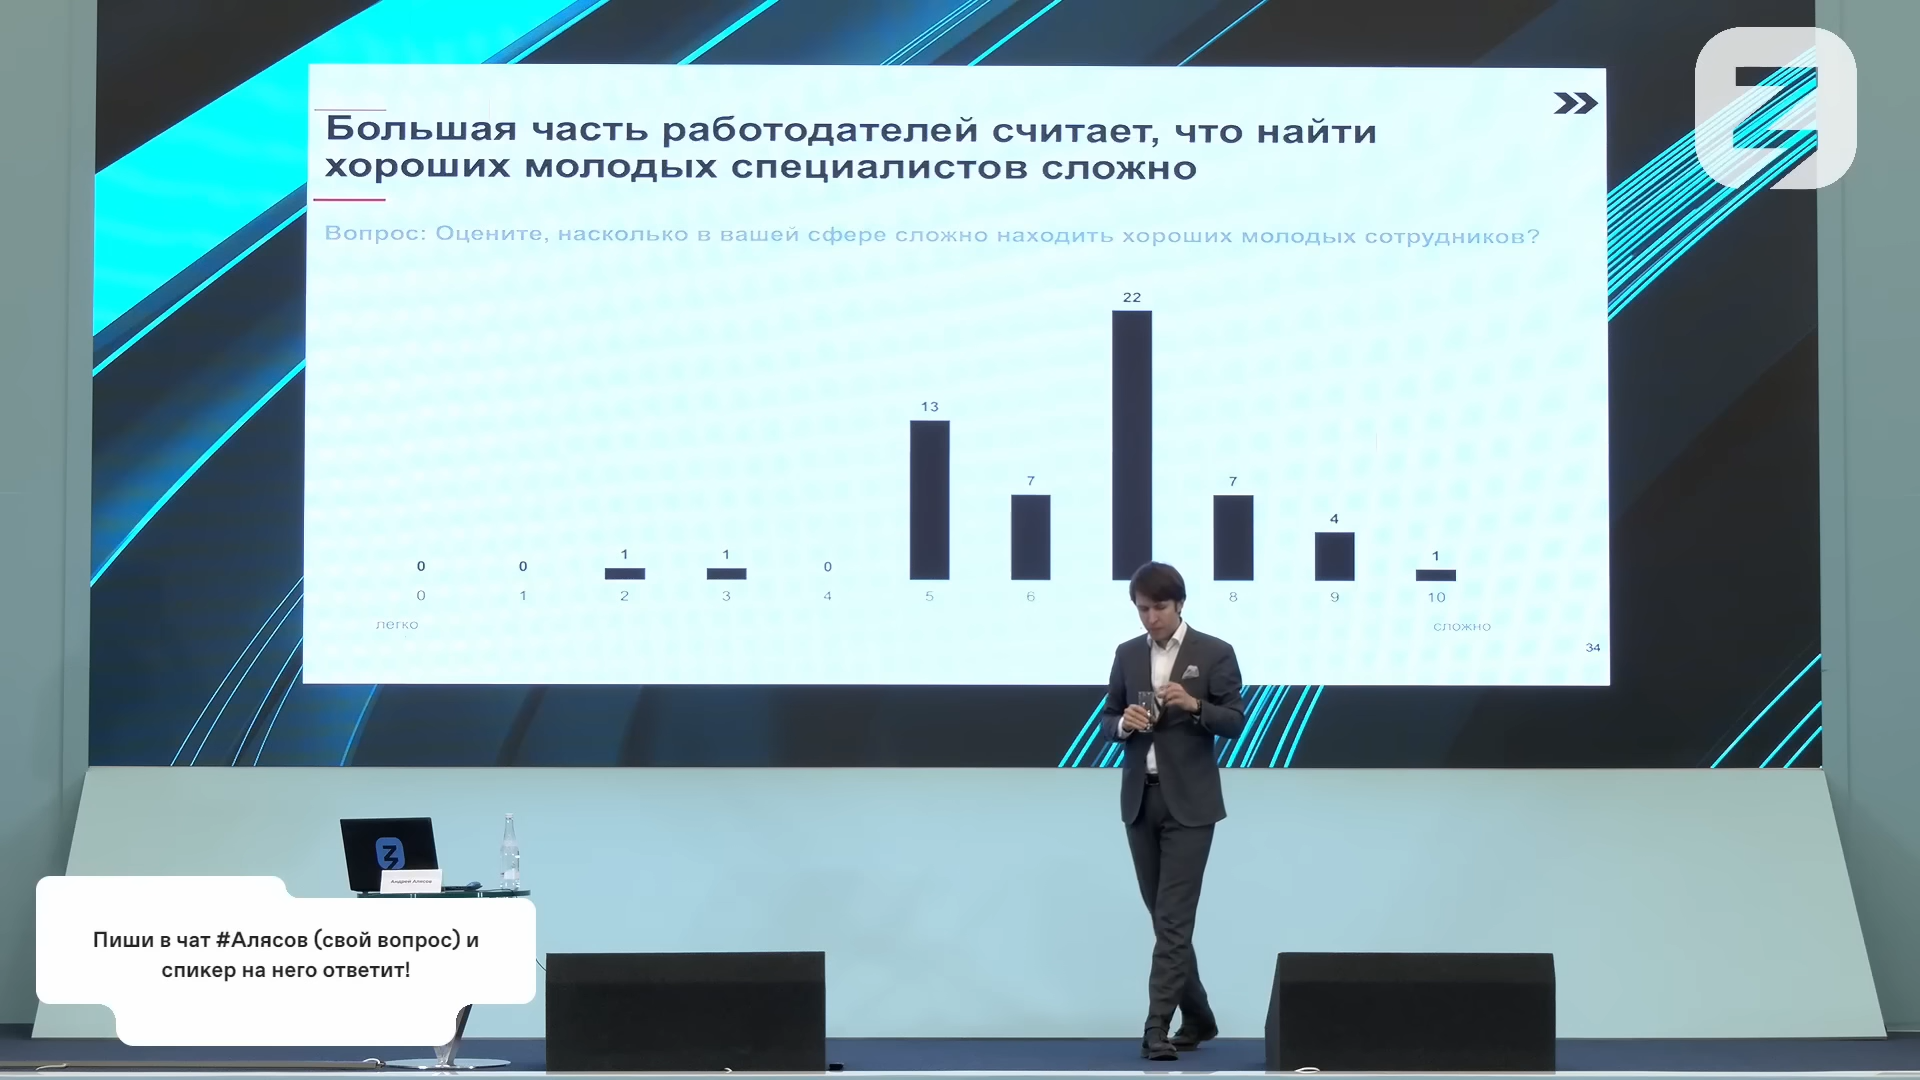 Большая часть работодателей считает, что найти
хороших молодых специалистов сложно
Вопрос: Оцените, насколько в вашей сфере сложно находить хороших молодых сотрудников?
22
13
7
7
4
1
1
1
0
0
0
0
1
2
3
4
5
6
8
9
10
легко
сложно
34
Андрей Алясов
Пиши в чат #Алясов (свой вопрос) и
спикер на него ответит!